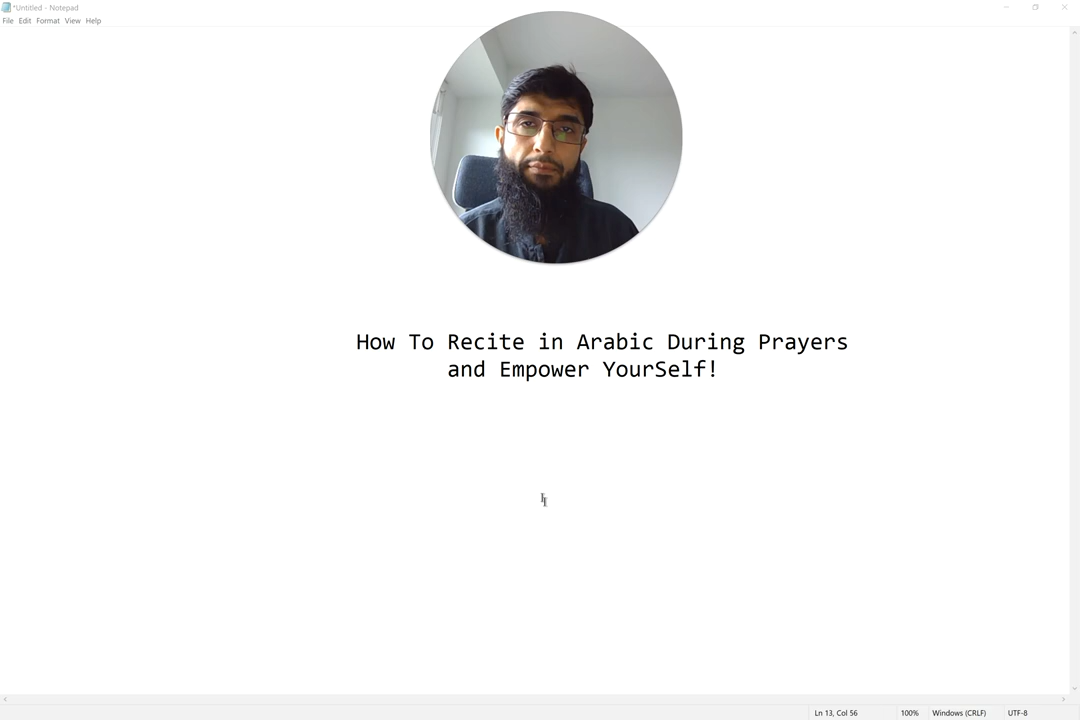 *Untitled - Notepad
File Edit Format View Help
How To Recite in Arabic During Prayers
and Empower YourSelf!
Ln 13, Col 56 100% Windows (CRLF) UTF-8